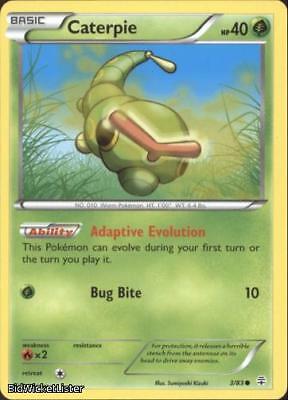 BASIC
Caterpie
HP40
NO. 010 Worm Pokémon HT. 1'00" WT. 6.4 lbs.
Ability Adaptive Evolution
This Pokémon can evolve during your first turn or
the turn you play it.
Bug Bite 10
weakness resistance
×2
retreat
For protection, it releases a horrible
stench from the antenna on its
head to drive away enemies.
Illus. Sumiyoshi Kizuki
3/83
BidWicketLister